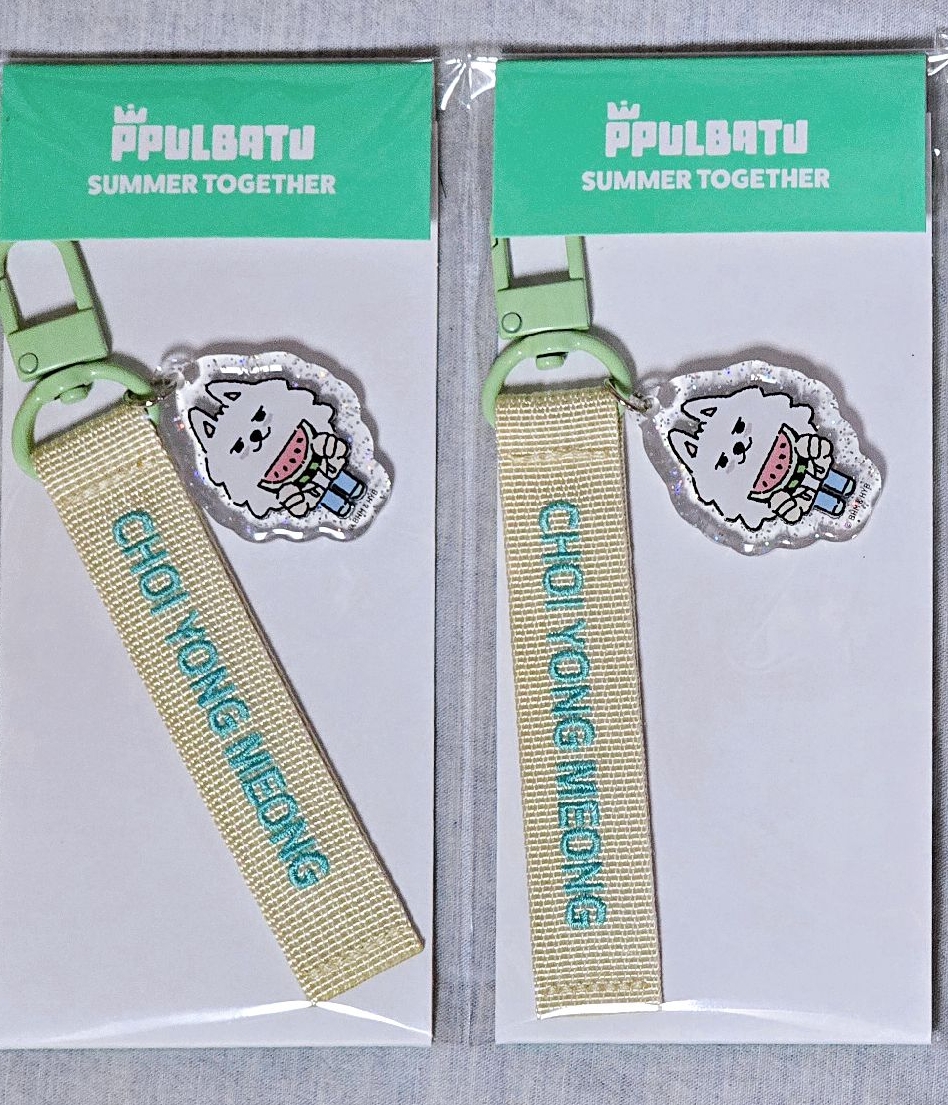 PPULBATU
SUMMER TOGETHER
CHOI YONG MEONG
PPULBATU
SUMMER TOGETHER
CHOI YONG MEONG